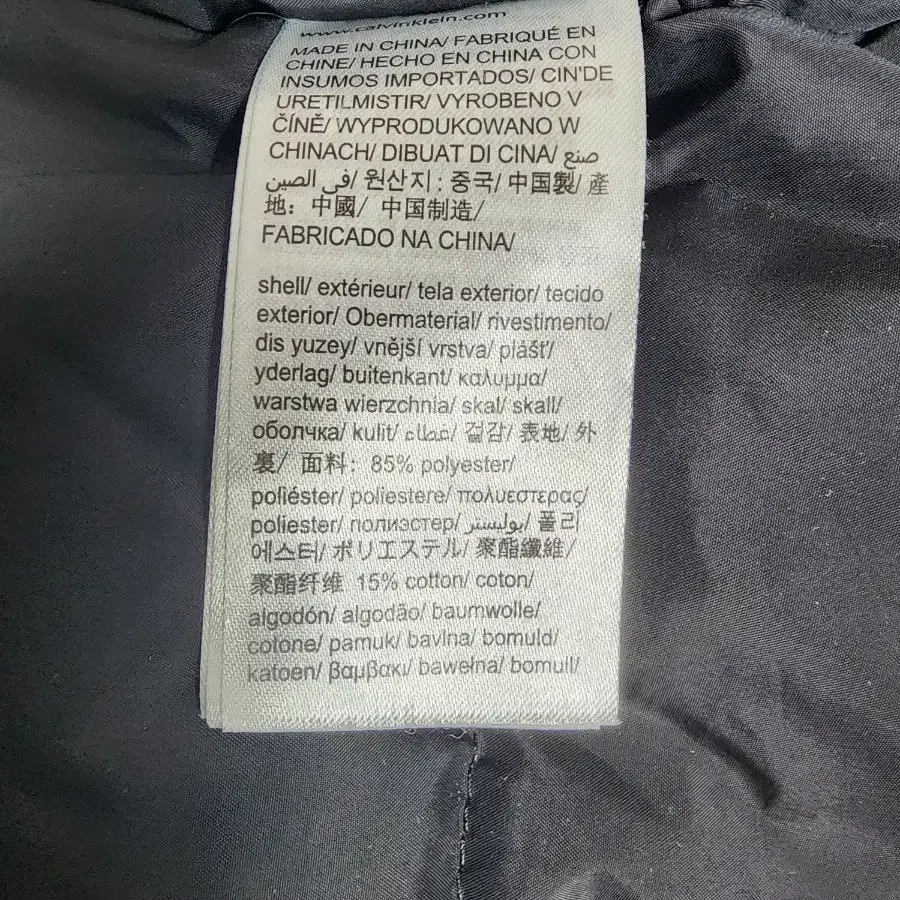 www.calvinklein.com
MADE IN CHINA/ FABRIQUÉ EN
CHINE/ HECHO EN CHINA CON
INSUMOS IMPORTADOS/ CIN'DE
URETILMISTIR/ VYROBENO V
ČÍNĚ/ WYPRODUKOWANO W
CHINACH/ DIBUAT DI CINA/ صنع
في الصين/ 원산지: 중국/ 中国製/ 產
地: 中國/ 中国制造/
FABRICADO NA CHINA/
shell/ extérieur/ tela exterior/ tecido
exterior/ Obermaterial/ rivestimento/
dis yuzey/ vnější vrstva/ plášť/
yderlag/ buitenkant/ καλυμμα/
warstwa wierzchnia/ skal/ skall/
оболчка/ kulit/ غطاء/ 겉감/ 表地/ 外
裏/ 面料: 85% polyester/
poliéster/ poliestere/ πολυεστερας/
poliester/ полиэстер/ بوليستر/ 폴리
에스터/ ポリエステル/ 聚酯纖維/
聚酯纤维 15% cotton/ coton/
algodón/ algodão/ baumwolle/
cotone/ pamuk/ bavlna/ bomuld/
katoen/ βαμβακι/ bawełna/ bomull/